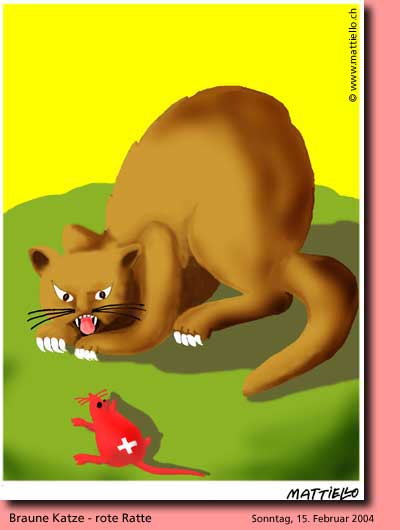 © www.mattiello.ch
MATTIELLO
Braune Katze - rote Ratte
Sonntag, 15. Februar 2004